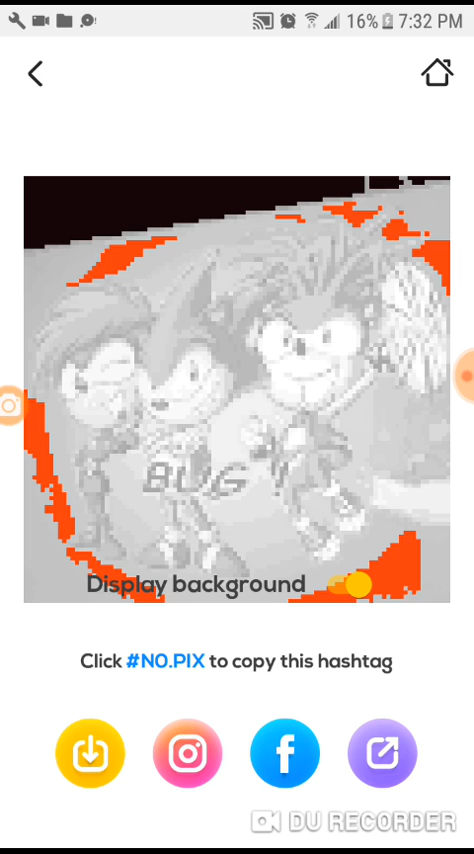 16% 7:32 PM
BUG
Display background
Click #NO.PIX to copy this hashtag
DU RECORDER